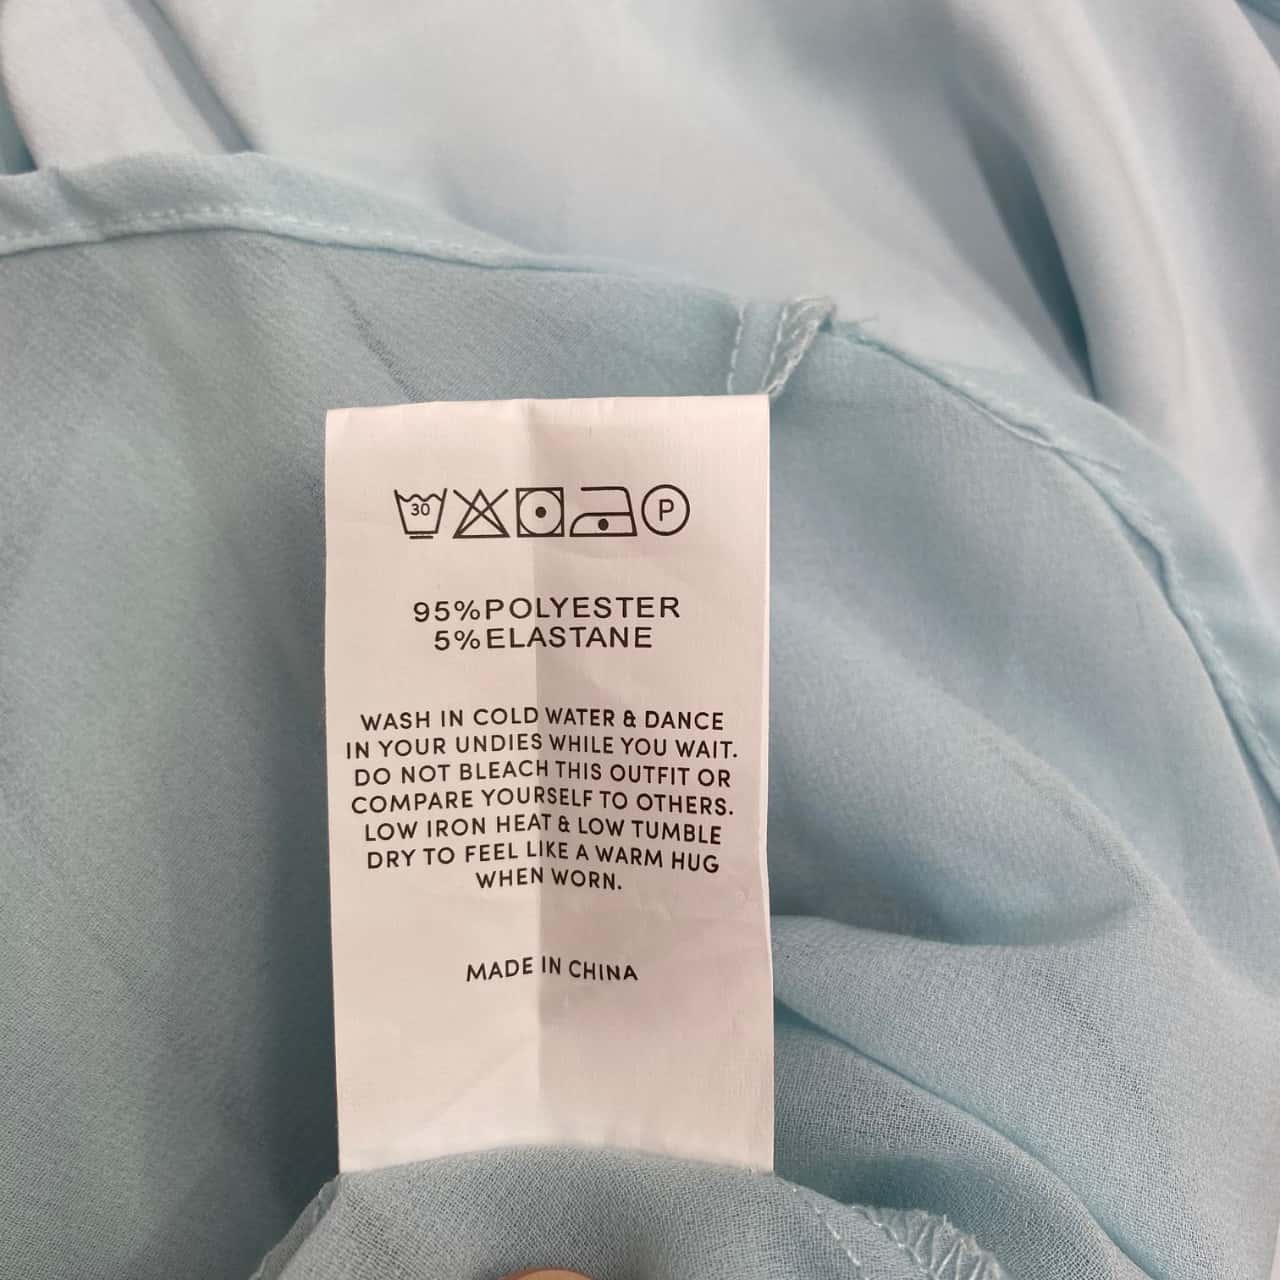 30 P
95%POLYESTER
5%ELASTANE
WASH IN COLD WATER & DANCE
IN YOUR UNDIES WHILE YOU WAIT.
DO NOT BLEACH THIS OUTFIT OR
COMPARE YOURSELF TO OTHERS.
LOW IRON HEAT & LOW TUMBLE
DRY TO FEEL LIKE A WARM HUG
WHEN WORN.
MADE IN CHINA